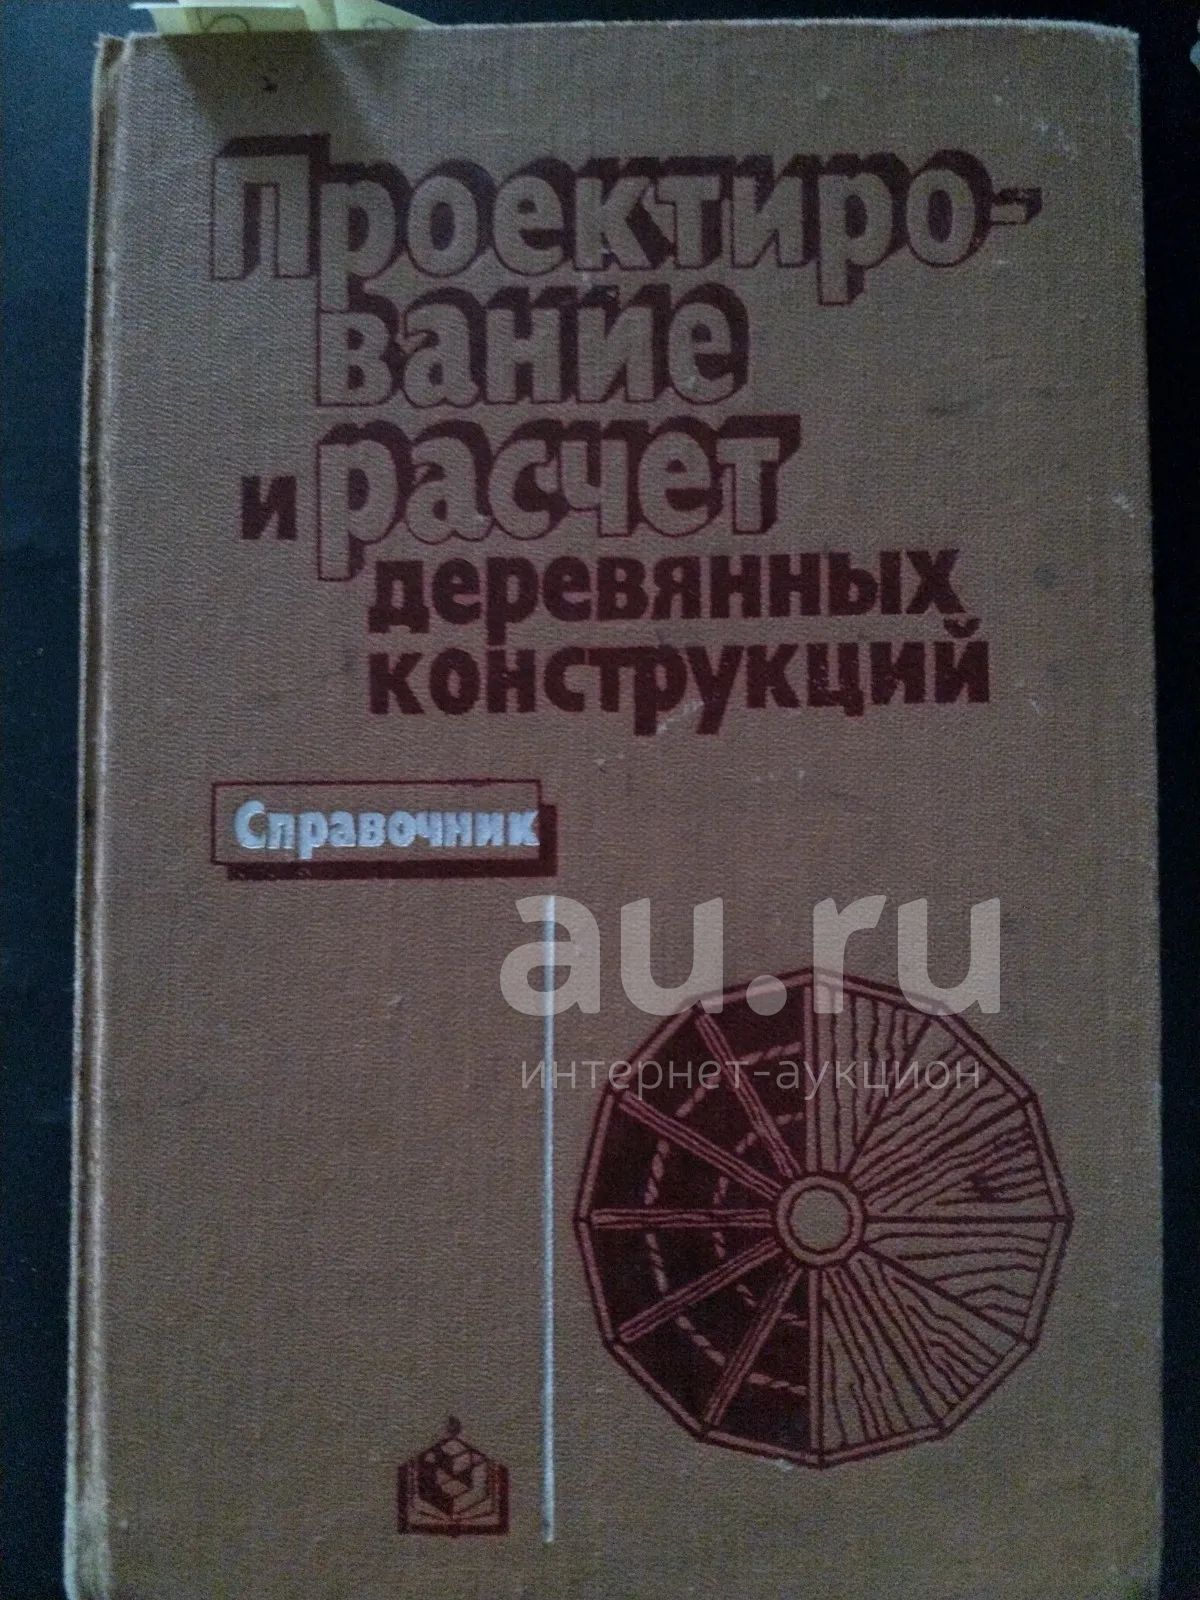 Проектиро-
вание
и расчет
деревянных
конструкций
Справочник
au.ru
интернет-аукцион